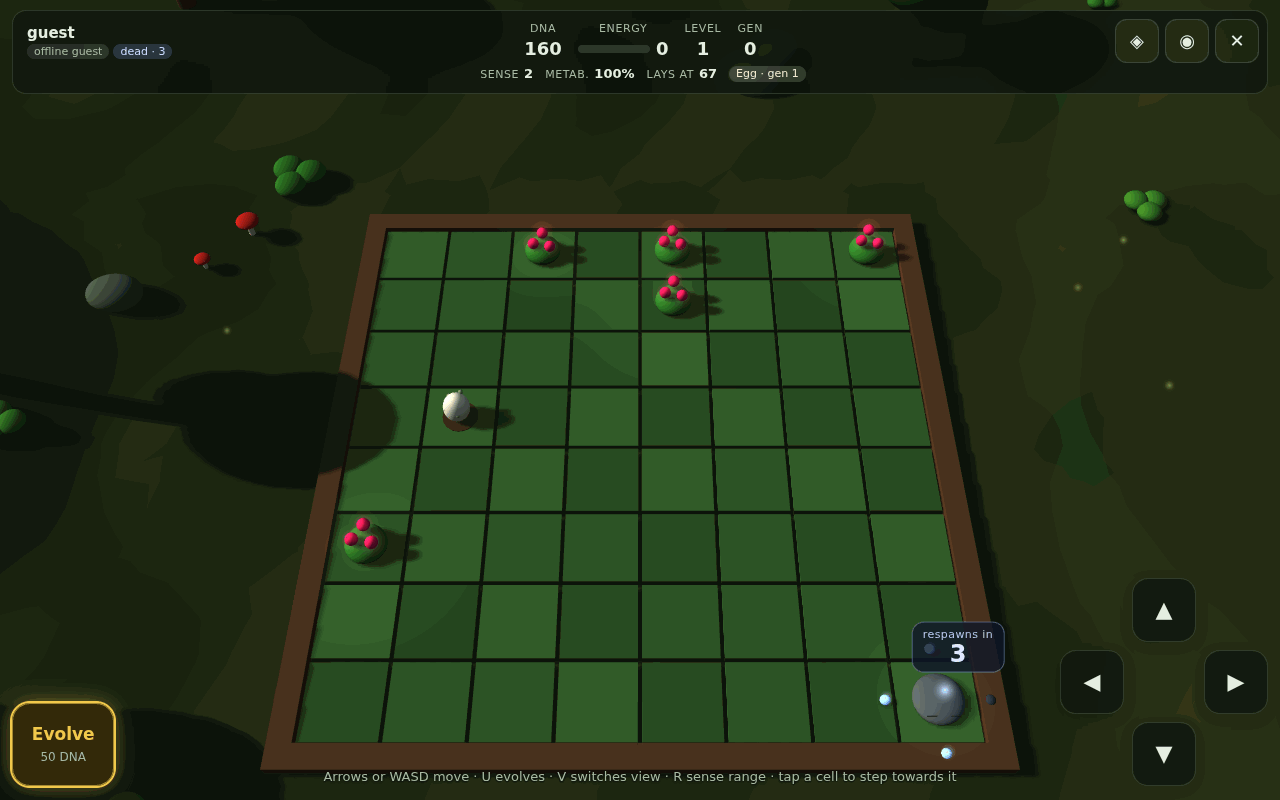 guest
offline guest dead · 3
DNA ENERGY LEVEL GEN
160 0 1 0
SENSE 2 METAB. 100% LAYS AT 67 Egg · gen 1
respawns in
3
Evolve
50 DNA
Arrows or WASD move · U evolves · V switches view · R sense range · tap a cell to step towards it